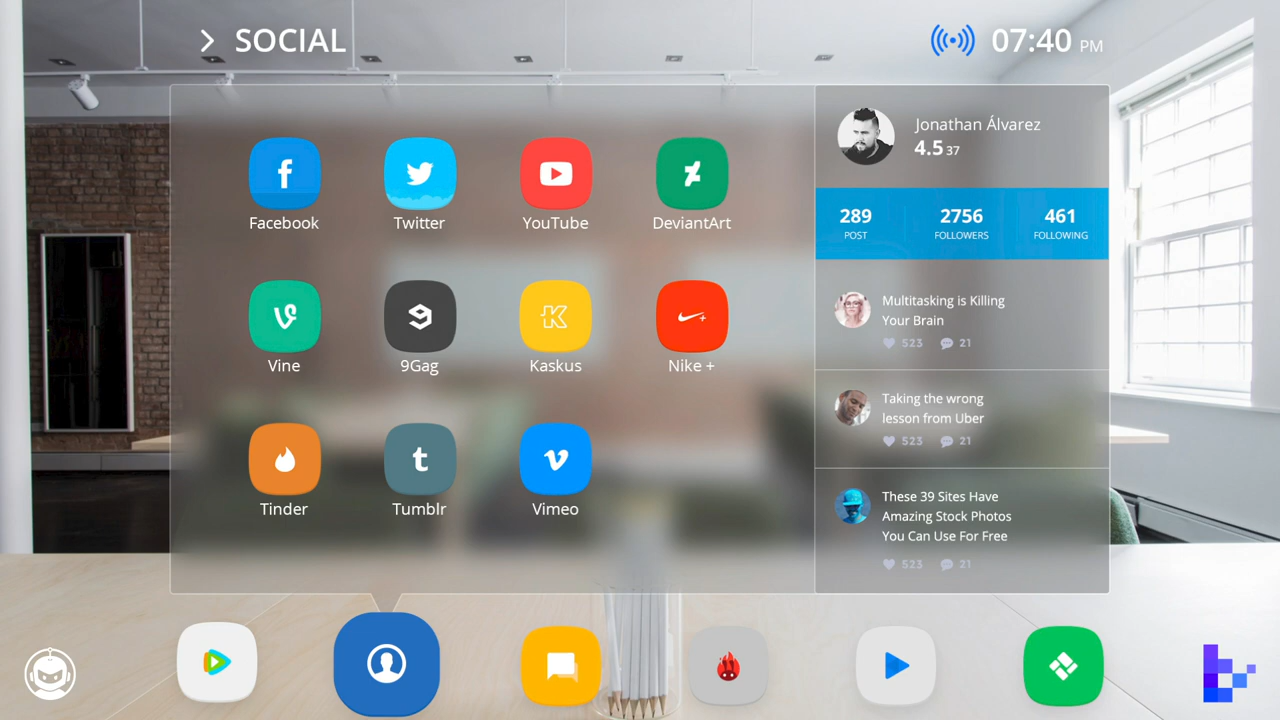 SOCIAL
07:40 PM
Facebook
Twitter
YouTube
DeviantArt
Vine
9Gag
Kaskus
Nike +
Tinder
Tumblr
Vimeo
Jonathan Álvarez
4.5 37
289
2756
461
POST
FOLLOWERS
FOLLOWING
Multitasking is Killing
Your Brain
523 21
Taking the wrong
lesson from Uber
523 21
These 39 Sites Have
Amazing Stock Photos
You Can Use For Free
523 21